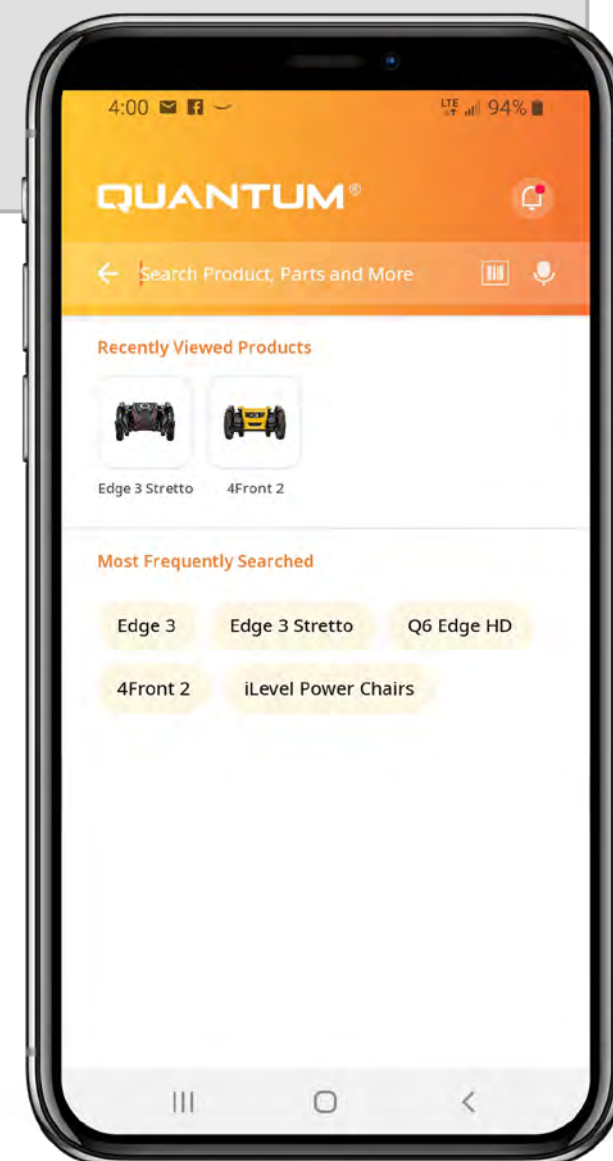 4:00 LTE 94%
QUANTUM®
Search Product, Parts and More
Recently Viewed Products
Edge 3 Stretto 4Front 2
Most Frequently Searched
Edge 3 Edge 3 Stretto Q6 Edge HD
4Front 2 iLevel Power Chairs